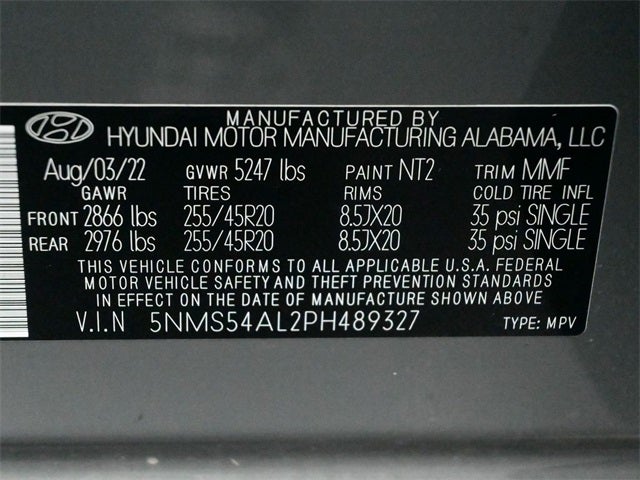 MANUFACTURED BY
HYUNDAI MOTOR MANUFACTURING ALABAMA, LLC
Aug/03/22 GVWR 5247 lbs PAINT NT2 TRIM MMF
GAWR TIRES RIMS COLD TIRE INFL
FRONT 2866 lbs 255/45R20 8.5JX20 35 psi SINGLE
REAR 2976 lbs 255/45R20 8.5JX20 35 psi SINGLE
THIS VEHICLE CONFORMS TO ALL APPLICABLE U.S.A. FEDERAL
MOTOR VEHICLE SAFETY AND THEFT PREVENTION STANDARDS
IN EFFECT ON THE DATE OF MANUFACTURE SHOWN ABOVE.
V.I.N 5NMS54AL2PH489327 TYPE: MPV